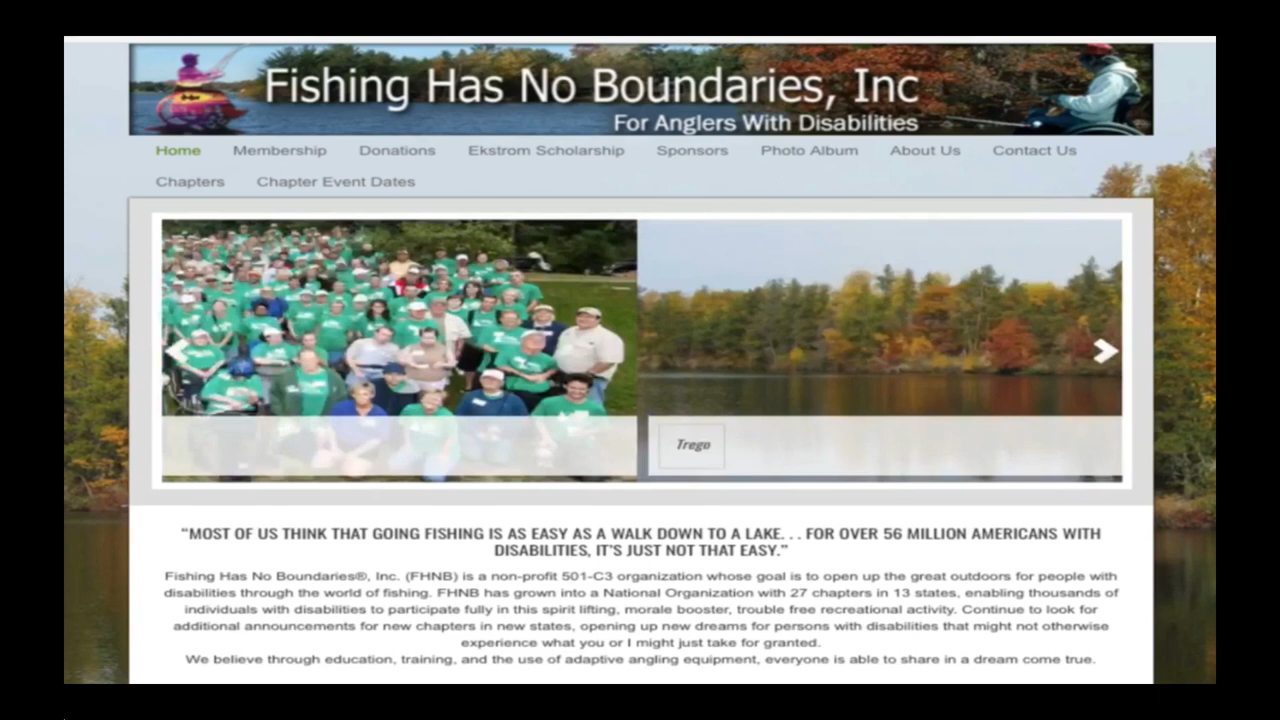 Fishing Has No Boundaries, Inc
For Anglers With Disabilities
Home Membership Donations Ekstrom Scholarship Sponsors Photo Album About Us Contact Us
Chapters Chapter Event Dates
Trego
“MOST OF US THINK THAT GOING FISHING IS AS EASY AS A WALK DOWN TO A LAKE. . . FOR OVER 56 MILLION AMERICANS WITH
DISABILITIES, IT’S JUST NOT THAT EASY.”
Fishing Has No Boundaries®, Inc. (FHNB) is a non-profit 501-C3 organization whose goal is to open up the great outdoors for people with
disabilities through the world of fishing. FHNB has grown into a National Organization with 27 chapters in 13 states, enabling thousands of
individuals with disabilities to participate fully in this spirit lifting, morale booster, trouble free recreational activity. Continue to look for
additional announcements for new chapters in new states, opening up new dreams for persons with disabilities that might not otherwise
experience what you or I might just take for granted.
We believe through education, training, and the use of adaptive angling equipment, everyone is able to share in a dream come true.